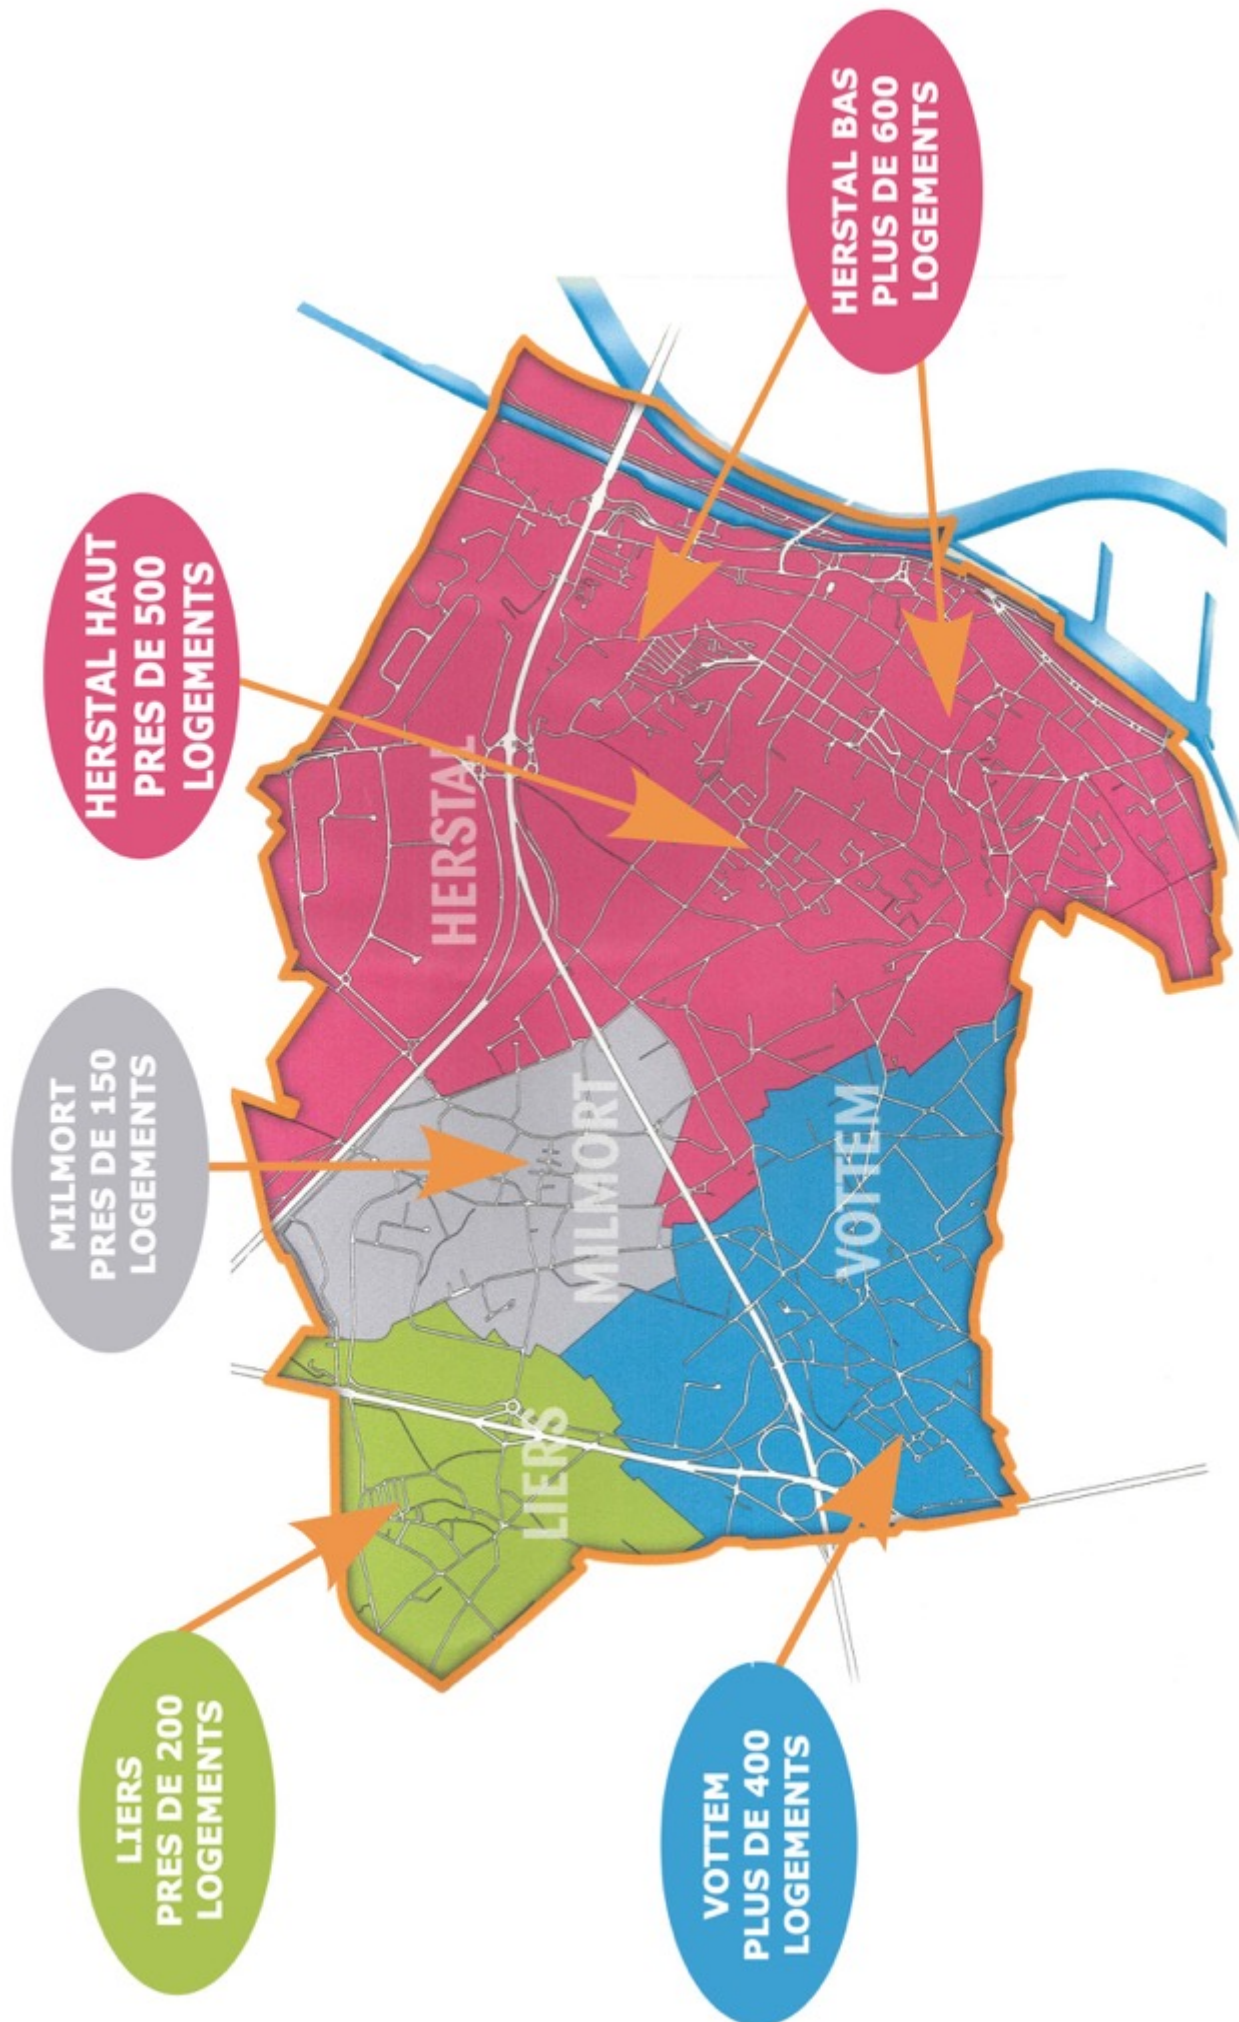 LIERS
PRES DE 200
LOGEMENTS
MILMORT
PRES DE 150
LOGEMENTS
HERSTAL HAUT
PRES DE 500
LOGEMENTS
HERSTAL
LIERS
MILMORT
VOTTEM
VOTTEM
PLUS DE 400
LOGEMENTS
HERSTAL BAS
PLUS DE 600
LOGEMENTS